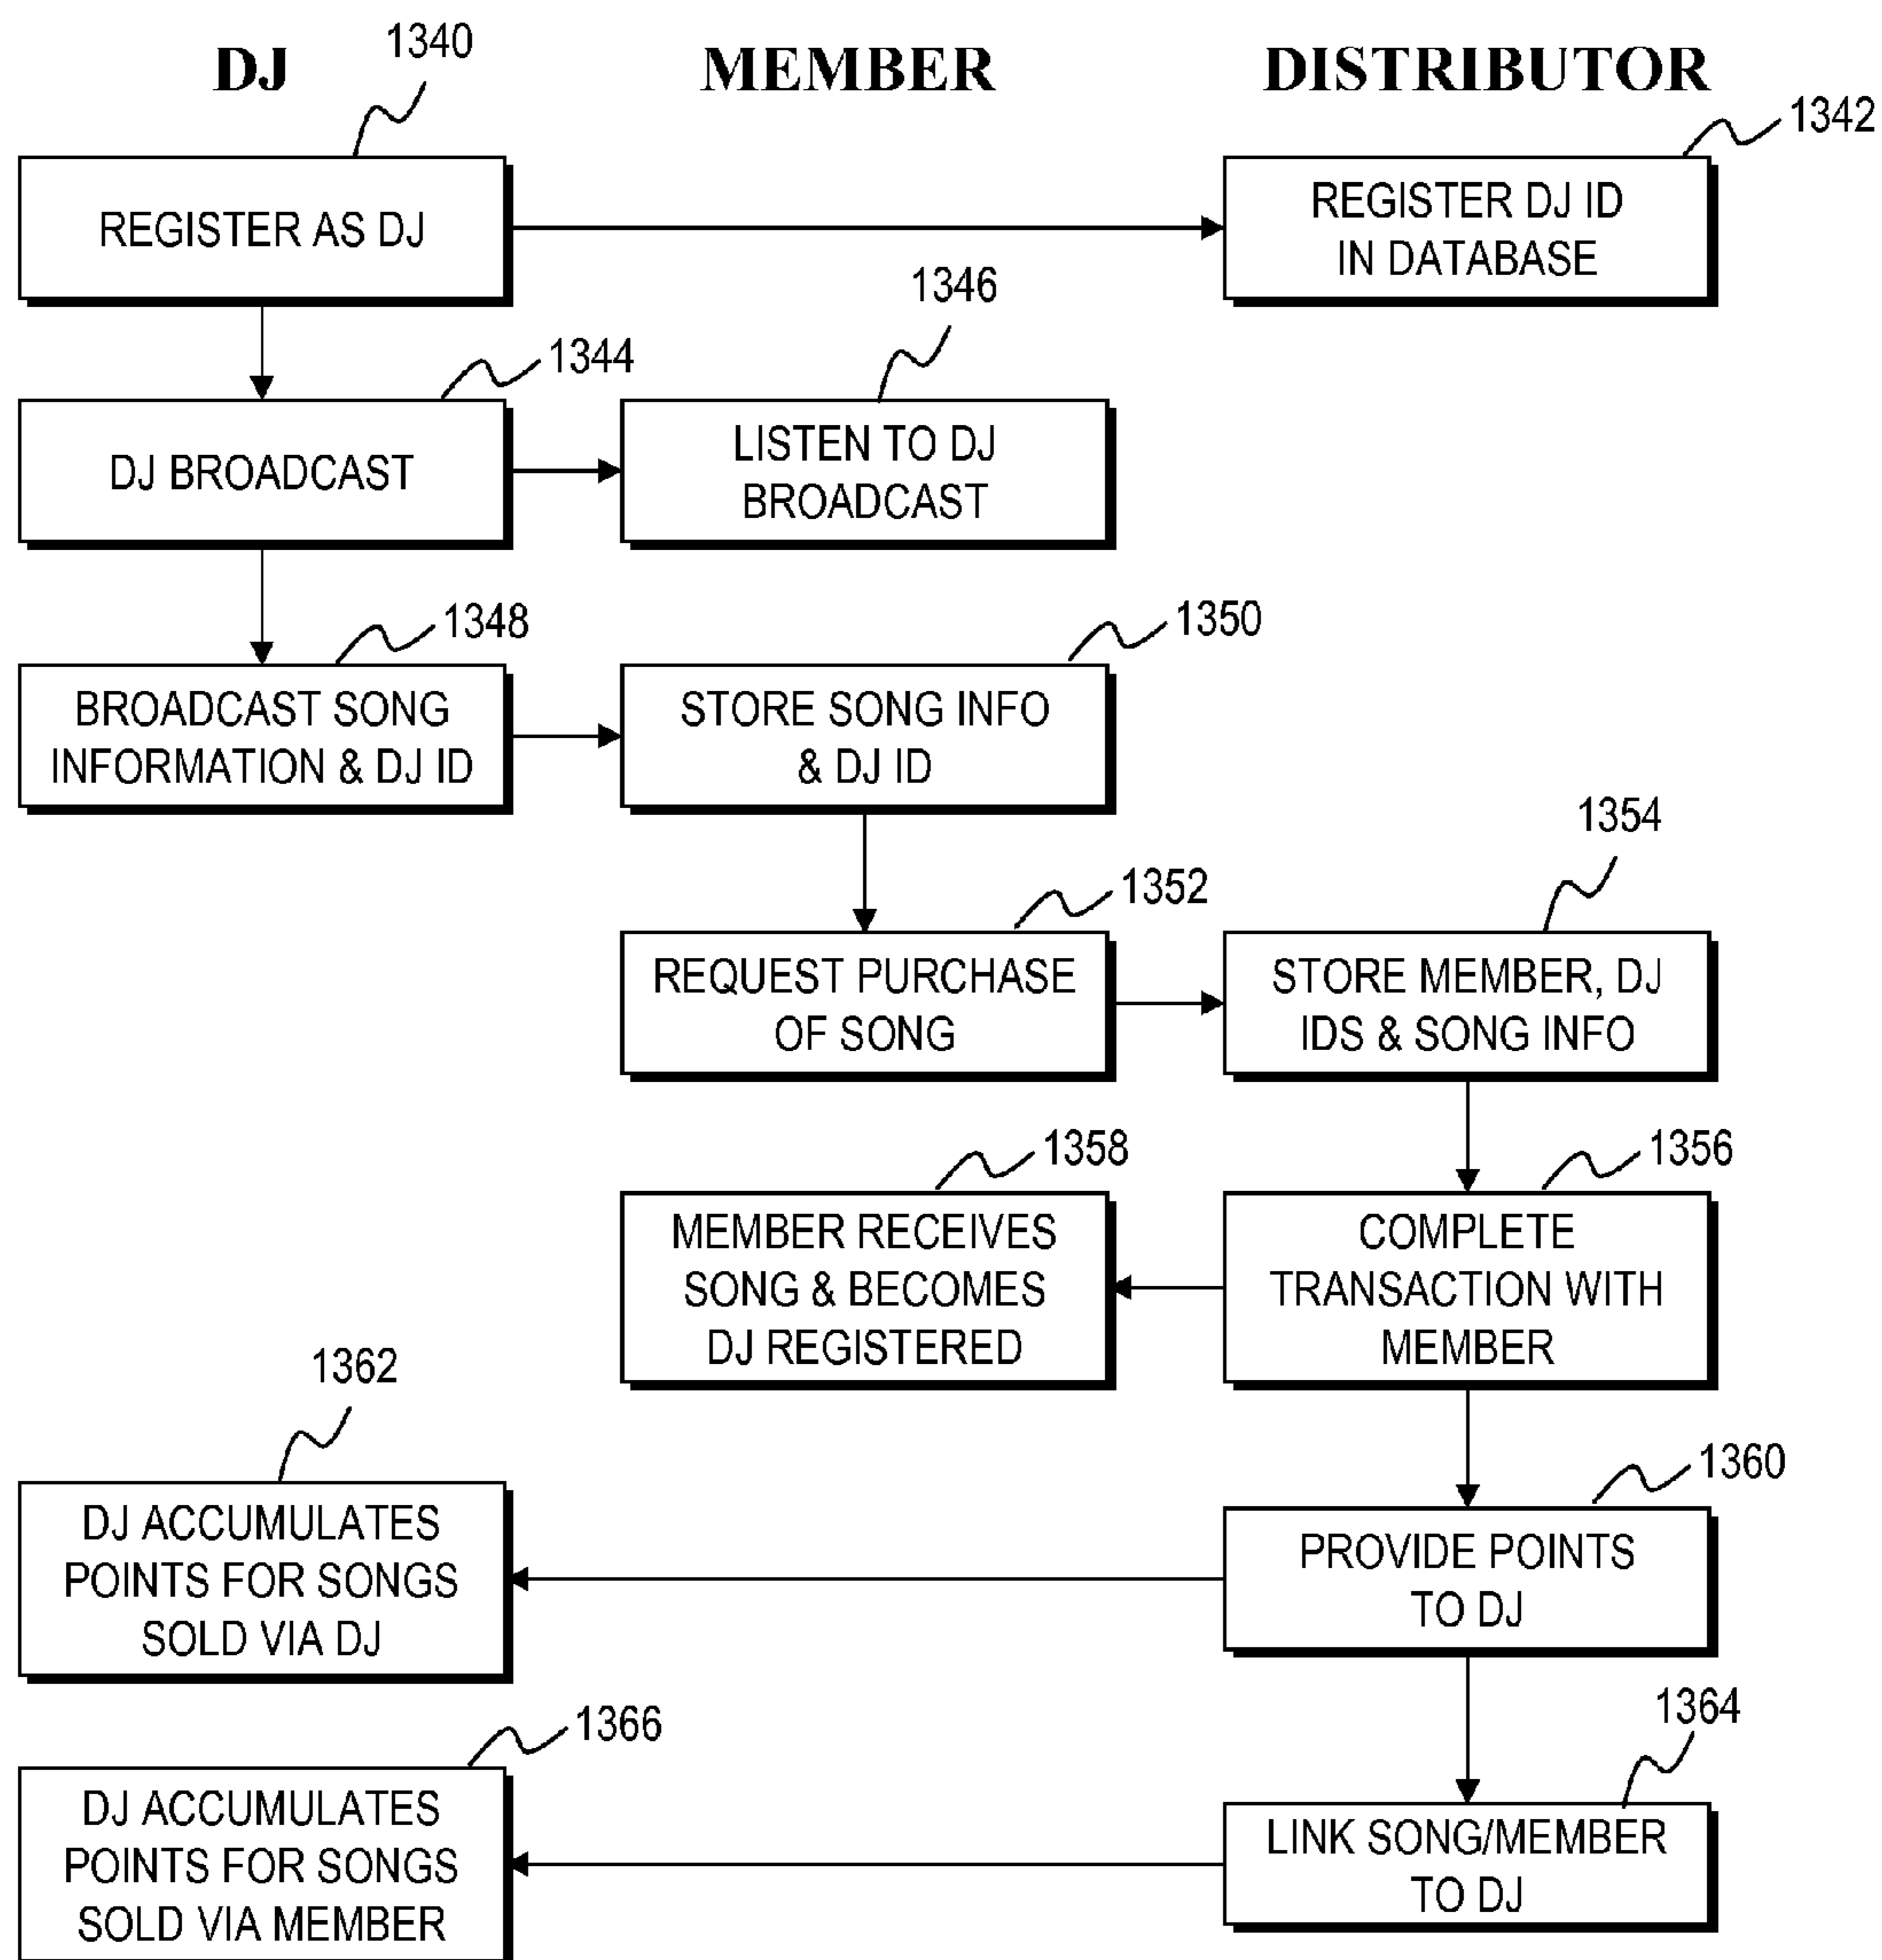 DJ
MEMBER
DISTRIBUTOR
1340
1342
REGISTER AS DJ
REGISTER DJ ID
IN DATABASE
1344
1346
DJ BROADCAST
LISTEN TO DJ
BROADCAST
1348
1350
BROADCAST SONG
INFORMATION & DJ ID
STORE SONG INFO
& DJ ID
1352
1354
REQUEST PURCHASE
OF SONG
STORE MEMBER, DJ
IDS & SONG INFO
1358
1356
MEMBER RECEIVES
SONG & BECOMES
DJ REGISTERED
COMPLETE
TRANSACTION WITH
MEMBER
1362
1360
DJ ACCUMULATES
POINTS FOR SONGS
SOLD VIA DJ
PROVIDE POINTS
TO DJ
1366
1364
DJ ACCUMULATES
POINTS FOR SONGS
SOLD VIA MEMBER
LINK SONG/MEMBER
TO DJ